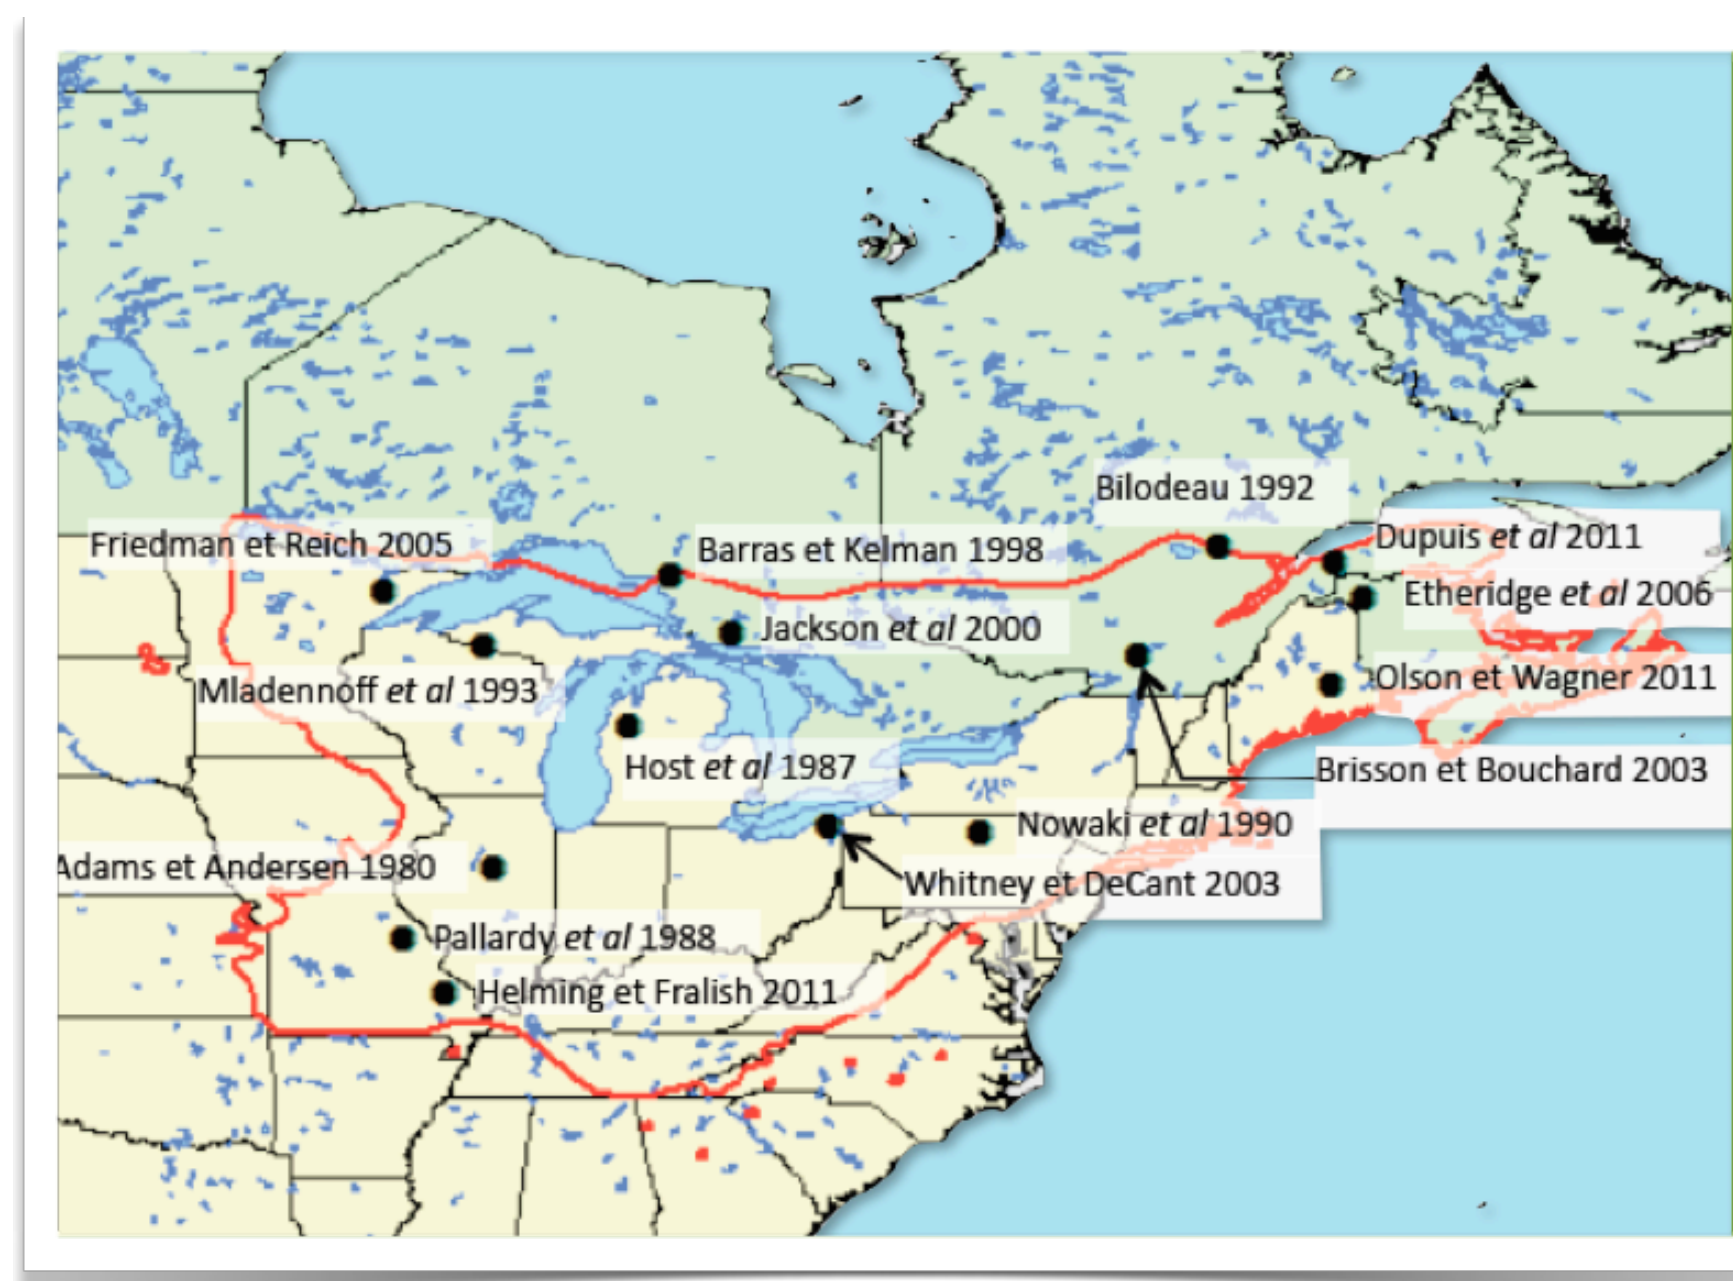 Bilodeau 1992
Dupuis et al 2011
Friedman et Reich 2005
Barras et Kelman 1998
Etheridge et al 2006
Jackson et al 2000
Olson et Wagner 2011
Mladennoff et al 1993
Host et al 1987
Brisson et Bouchard 2003
Nowaki et al 1990
Adams et Andersen 1980
Whitney et DeCant 2003
Pallardy et al 1988
Helming et Fralish 2011